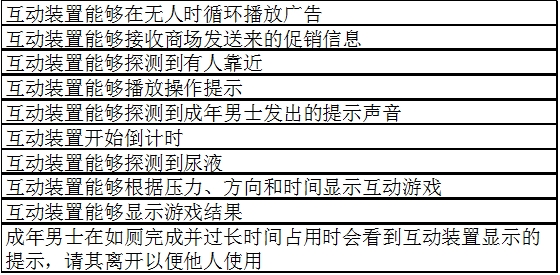 互动装置能够在无人时循环播放广告
互动装置能够接收商场发送来的促销信息
互动装置能够探测到有人靠近
互动装置能够播放操作提示
互动装置能够探测到成年男士发出的提示声音
互动装置开始倒计时
互动装置能够探测到尿液
互动装置能够根据压力、方向和时间显示互动游戏
互动装置能够显示游戏结果
成年男士在如厕完成并过长时间占用时会看到互动装置显示的
提示，请其离开以便他人使用